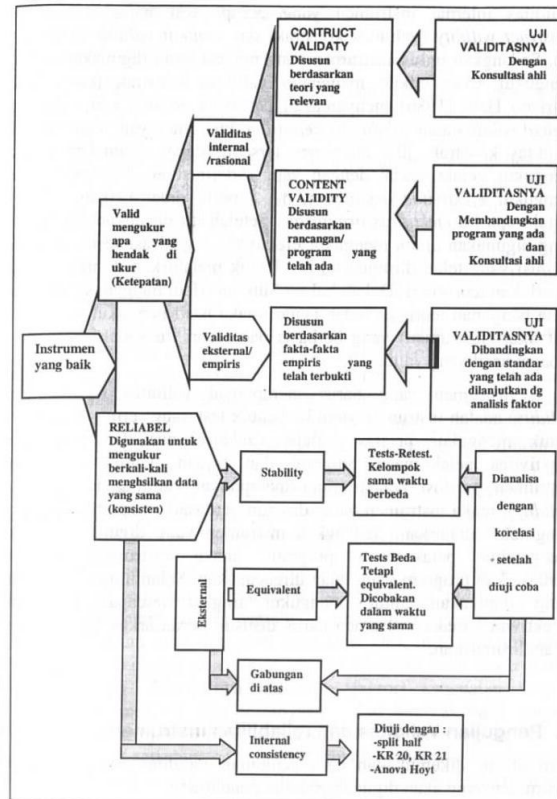 CONTRUCT
VALIDATY
Disusun
berdasarkan
teori yang
relevan
UJI
VALIDITASNYA
Dengan
Konsultasi ahli
Validitas
internal
/rasional
CONTENT
VALIDITY
Disusun
berdasarkan
rancangan/
program yang
telah ada
UJI
VALIDITASNYA
Dengan
Membandingkan
program yang ada
dan
Konsultasi ahli
Valid
mengukur
apa yang
hendak di
ukur
(Ketepatan)
Validitas
eksternal/
empiris
Disusun
berdasarkan
fakta-fakta
empiris yang
telah terbukti
UJI
VALIDITASNYA
Dibandingkan
dengan standar
yang telah ada
dilanjutkan dg
analisis faktor
Instrumen
yang baik
RELIABEL
Digunakan untuk
mengukur
berkali-kali
menghsilkan data
yang sama
(konsisten)
Stability
Tests-Retest.
Kelompok
sama waktu
berbeda
Dianalisa
dengan
korelasi
- setelah
diuji coba
Eksternal
Equivalent
Tests Beda
Tetapi
equivalent.
Dicobakan
dalam waktu
yang sama
Gabungan
di atas
Internal
consistency
Diuji dengan :
-split half
-KR 20, KR 21
-Anova Hoyt